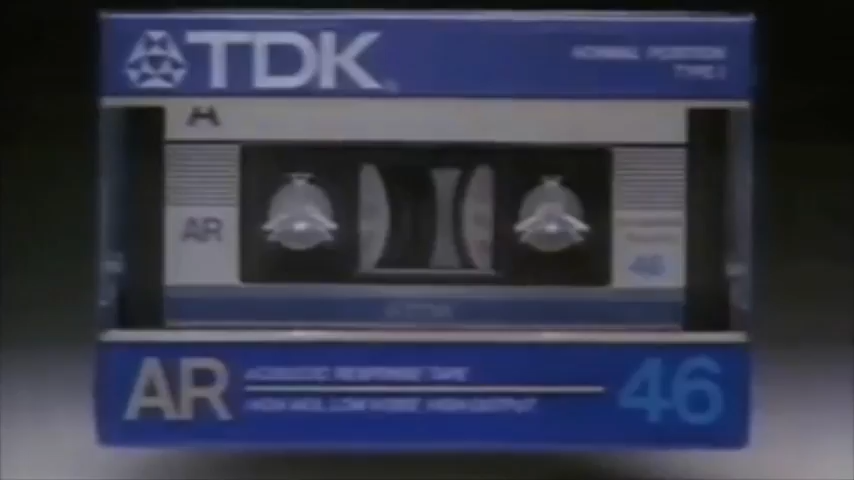 TDK
NORMAL POSITION
TYPE I
A
AR
46
AR
ACOUSTIC RESPONSE TAPE
HIGH MOL, LOW NOISE, HIGH OUTPUT
46